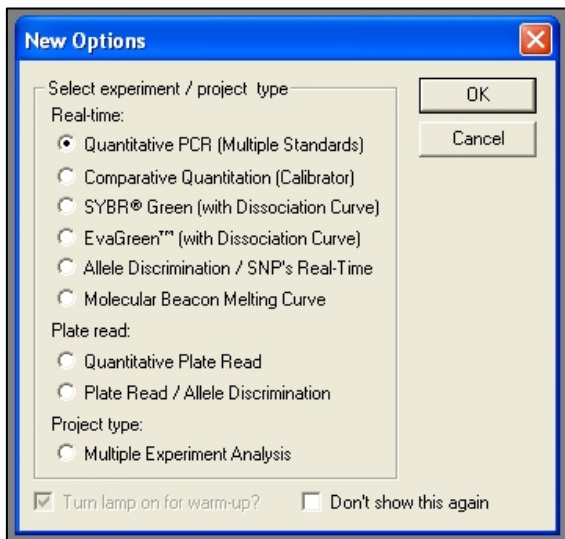 New Options
Select experiment / project type
Real-time:
Quantitative PCR (Multiple Standards)
Comparative Quantitation (Calibrator)
SYBR® Green (with Dissociation Curve)
EvaGreen™ (with Dissociation Curve)
Allele Discrimination / SNP's Real-Time
Molecular Beacon Melting Curve
Plate read:
Quantitative Plate Read
Plate Read / Allele Discrimination
Project type:
Multiple Experiment Analysis
OK
Cancel
Turn lamp on for warm-up?
Don't show this again